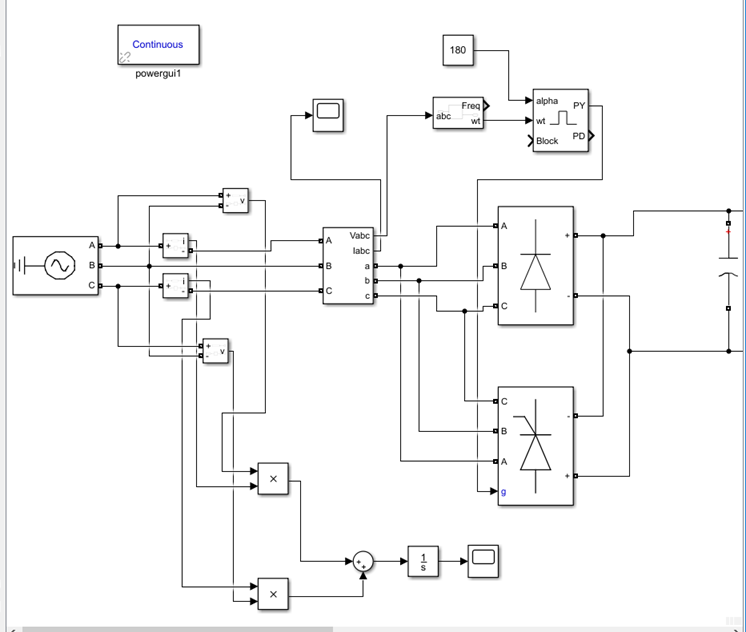 Continuous
powergui1
180
alpha
PY
wt
PD
Block
Freq
abc
wt
+
-
v
A
B
C
+
i
-
+
i
-
A
B
C
Vabc
Iabc
a
b
c
A
B
C
+
-
+
+
-
v
C
B
A
g
-
+
×
+
+
1
s
×